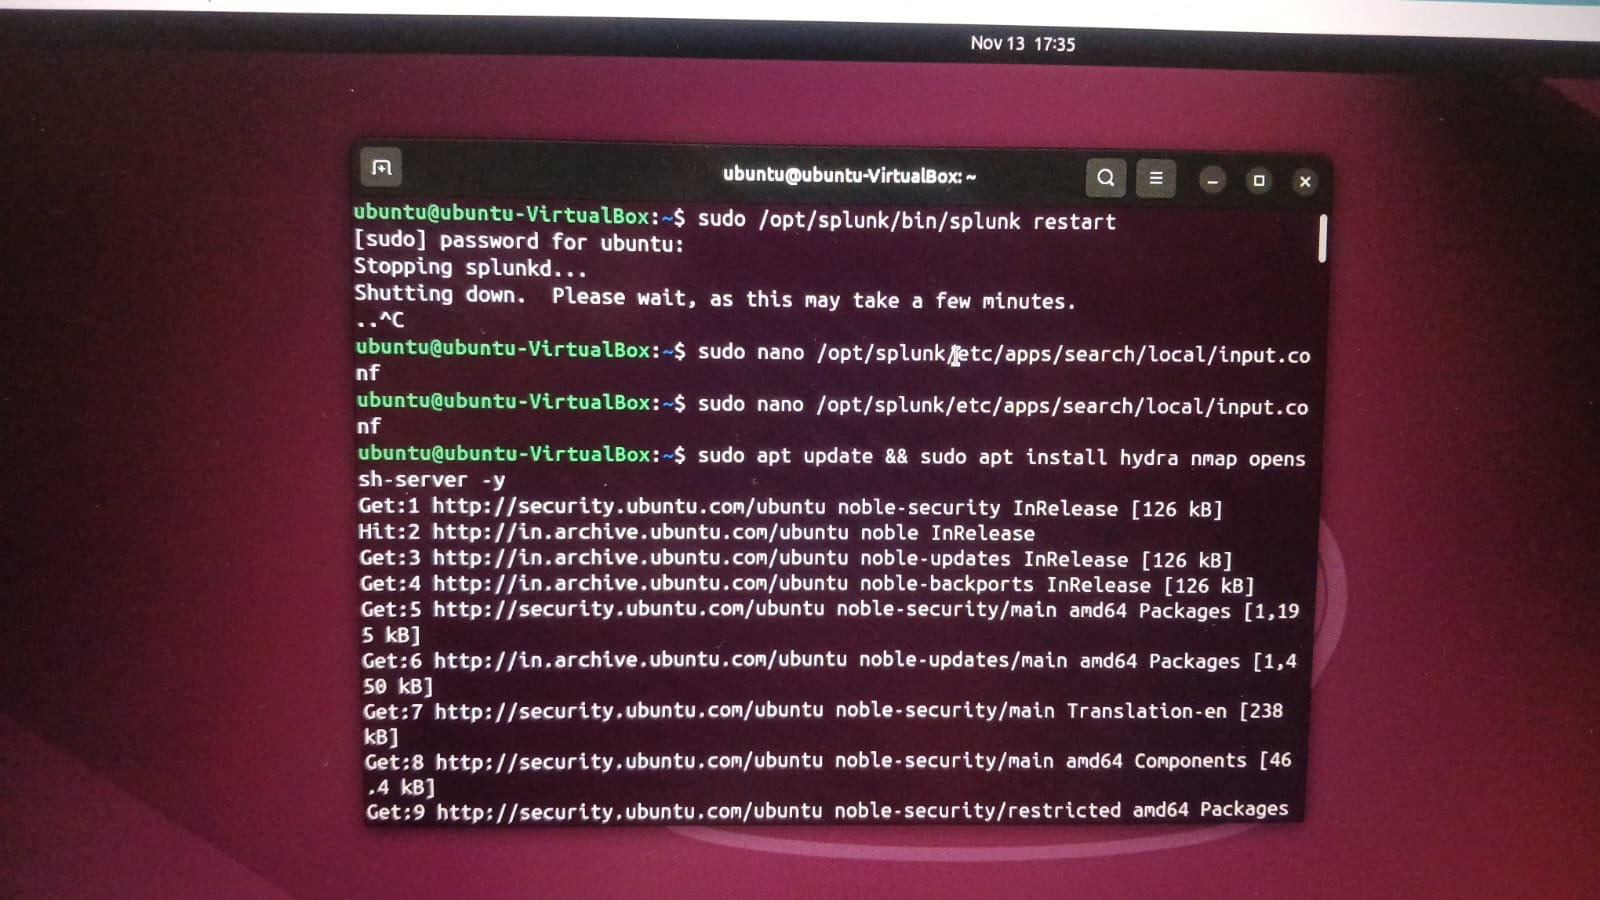 Nov 13 17:35
ubuntu@ubuntu-VirtualBox: ~
ubuntu@ubuntu-VirtualBox:~$ sudo /opt/splunk/bin/splunk restart
[sudo] password for ubuntu:
Stopping splunkd...
Shutting down.  Please wait, as this may take a few minutes.
..^C
ubuntu@ubuntu-VirtualBox:~$ sudo nano /opt/splunk/etc/apps/search/local/input.co
nf
ubuntu@ubuntu-VirtualBox:~$ sudo nano /opt/splunk/etc/apps/search/local/input.co
nf
ubuntu@ubuntu-VirtualBox:~$ sudo apt update && sudo apt install hydra nmap opens
sh-server -y
Get:1 http://security.ubuntu.com/ubuntu noble-security InRelease [126 kB]
Hit:2 http://in.archive.ubuntu.com/ubuntu noble InRelease
Get:3 http://in.archive.ubuntu.com/ubuntu noble-updates InRelease [126 kB]
Get:4 http://in.archive.ubuntu.com/ubuntu noble-backports InRelease [126 kB]
Get:5 http://security.ubuntu.com/ubuntu noble-security/main amd64 Packages [1,19
5 kB]
Get:6 http://in.archive.ubuntu.com/ubuntu noble-updates/main amd64 Packages [1,4
50 kB]
Get:7 http://security.ubuntu.com/ubuntu noble-security/main Translation-en [238
kB]
Get:8 http://security.ubuntu.com/ubuntu noble-security/main amd64 Components [46
.4 kB]
Get:9 http://security.ubuntu.com/ubuntu noble-security/restricted amd64 Packages